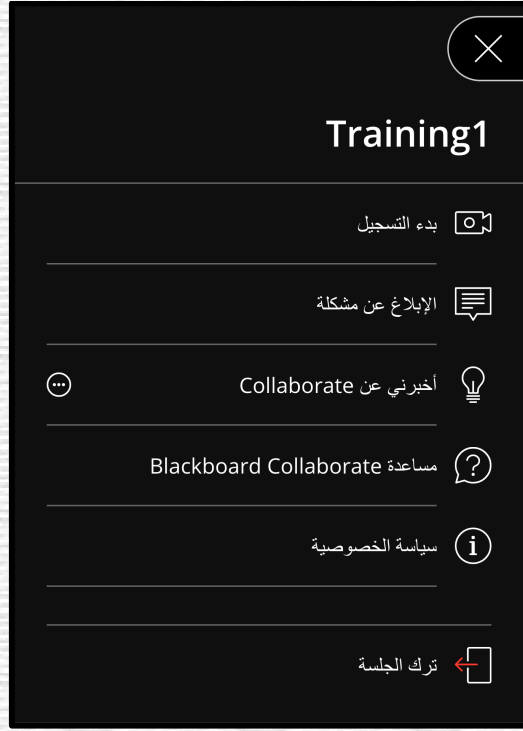 Training1
بدء التسجيل
الإبلاغ عن مشكلة
أخبرني عن Collaborate
مساعدة Blackboard Collaborate
سياسة الخصوصية
ترك الجلسة